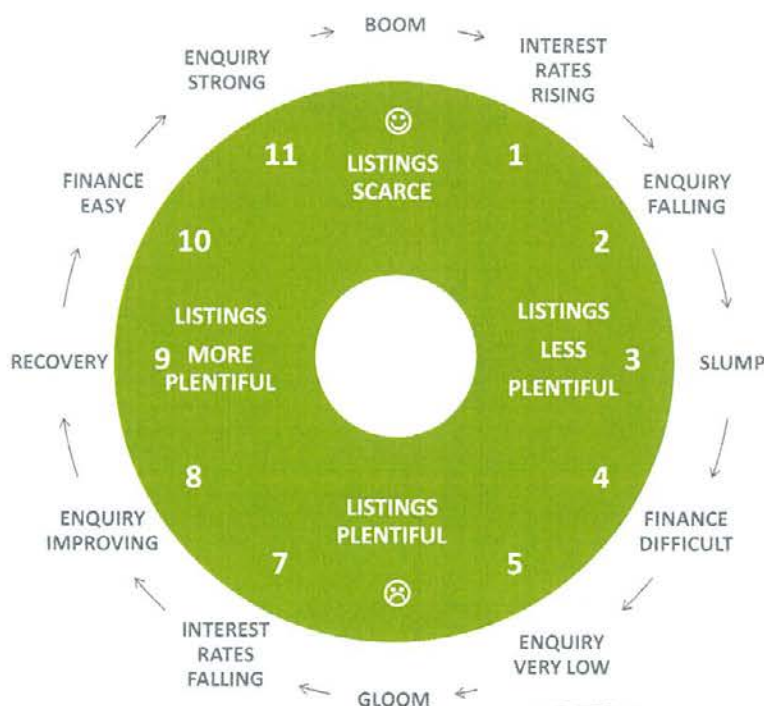 BOOM
INTEREST
RATES
RISING
ENQUIRY
FALLING
SLUMP
FINANCE
DIFFICULT
ENQUIRY
VERY LOW
GLOOM
INTEREST
RATES
FALLING
ENQUIRY
IMPROVING
RECOVERY
FINANCE
EASY
ENQUIRY
STRONG
LISTINGS
SCARCE
1
2
LISTINGS
LESS
PLENTIFUL
3
4
5
LISTINGS
PLENTIFUL
7
8
9
LISTINGS
MORE
PLENTIFUL
10
11